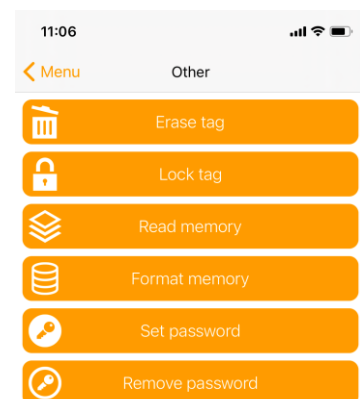 11:06
Menu Other
Erase tag
Lock tag
Read memory
Format memory
Set password
Remove password